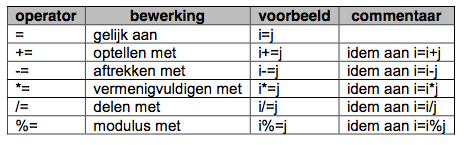 operator bewerking voorbeeld commentaar
= gelijk aan i=j
+= optellen met i+=j idem aan i=i+j
-= aftrekken met i-=j idem aan i=i-j
*= vermenigvuldigen met i*=j idem aan i=i*j
/= delen met i/=j idem aan i=i/j
%= modulus met i%=j idem aan i=i%j